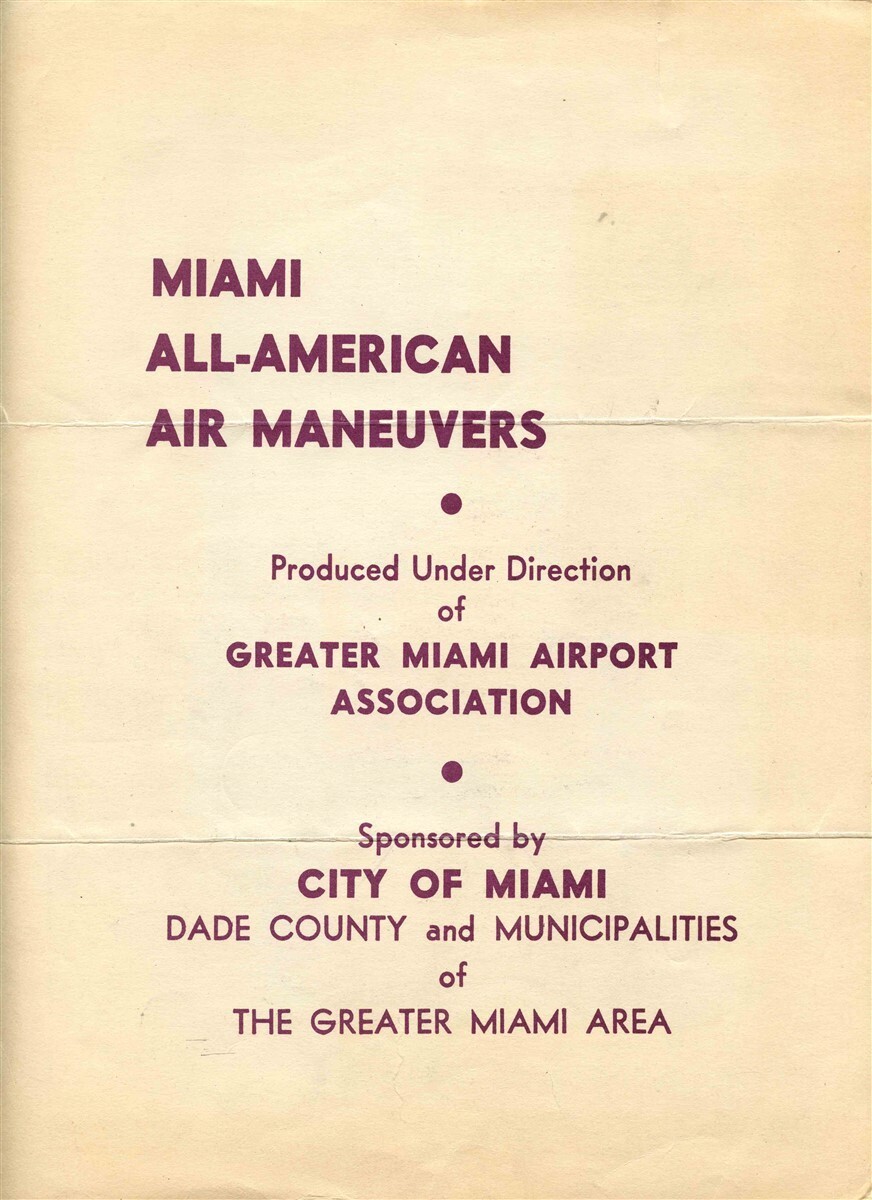 MIAMI
ALL-AMERICAN
AIR MANEUVERS
●
Produced Under Direction
of
GREATER MIAMI AIRPORT
ASSOCIATION
●
Sponsored by
CITY OF MIAMI
DADE COUNTY and MUNICIPALITIES
of
THE GREATER MIAMI AREA